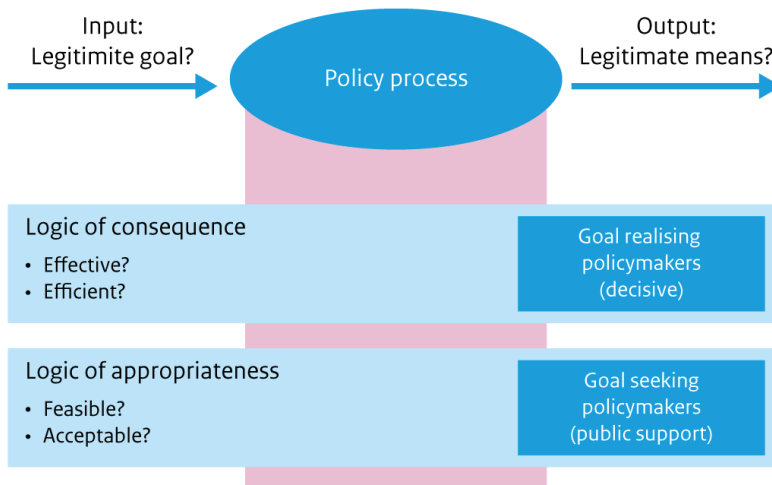 Input:
Legitimite goal?
Policy process
Output:
Legitimate means?
Logic of consequence
• Effective?
• Efficient?
Goal realising
policymakers
(decisive)
Logic of appropriateness
• Feasible?
• Acceptable?
Goal seeking
policymakers
(public support)